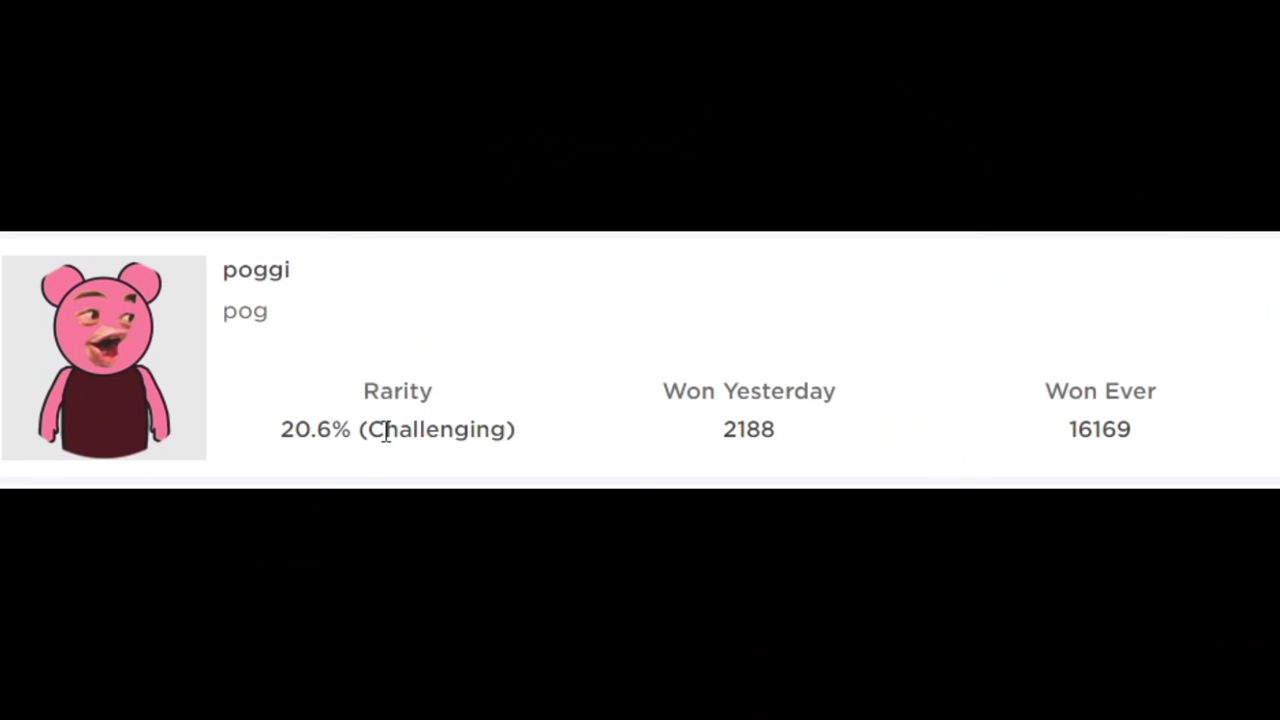 poggi
pog
Rarity Won Yesterday Won Ever
20.6% (Challenging) 2188 16169